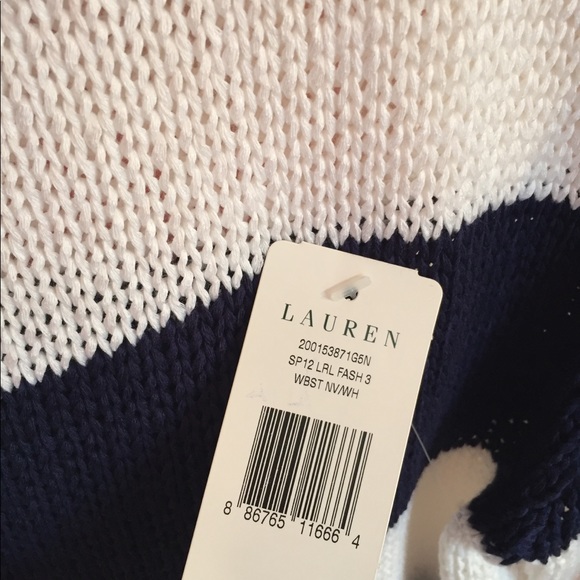 LAUREN
200153871G5N
SP12 LRL FASH 3
WBST NV/WH
8 86765 11666 4